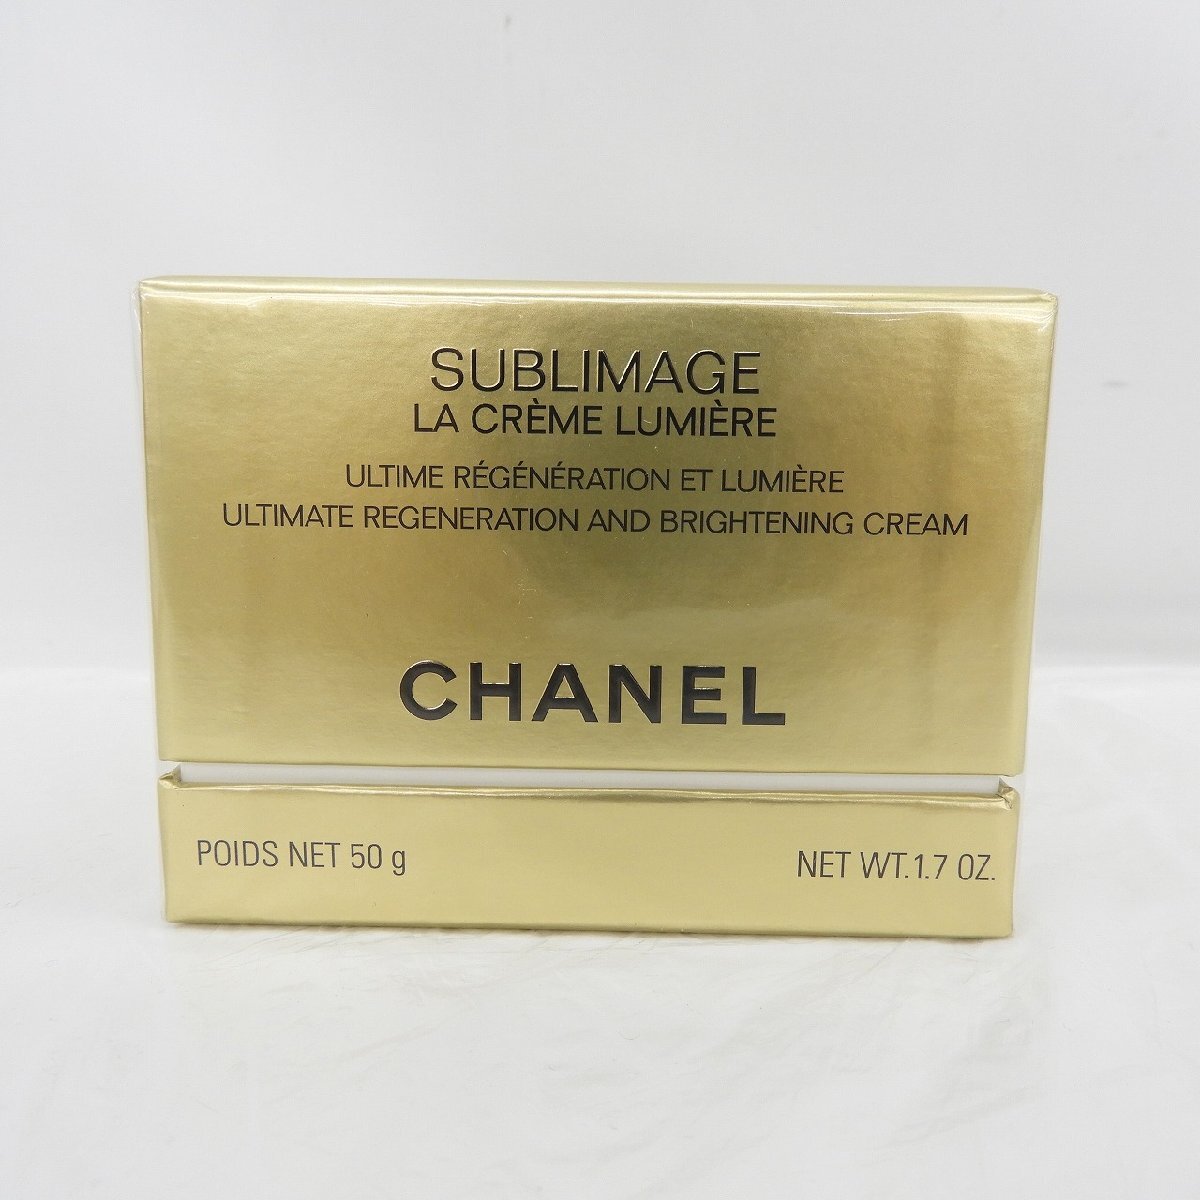 SUBLIMAGE
LA CRÈME LUMIÈRE
ULTIME RÉGÉNÉRATION ET LUMIÈRE
ULTIMATE REGENERATION AND BRIGHTENING CREAM
CHANEL
POIDS NET 50 g
NET WT.1.7 OZ.